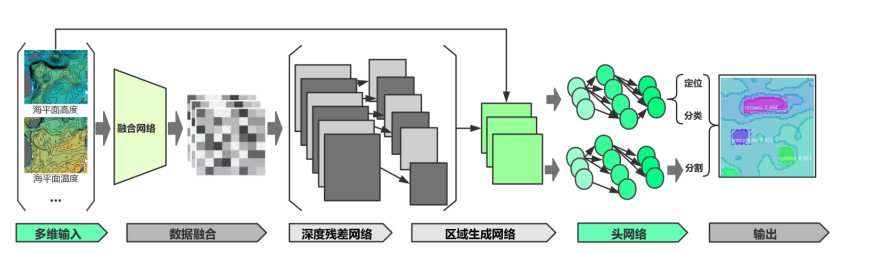 海平面高度
海平面温度
...
融合网络
定位
分类
分割
多维输入
数据融合
深度残差网络
区域生成网络
头网络
输出